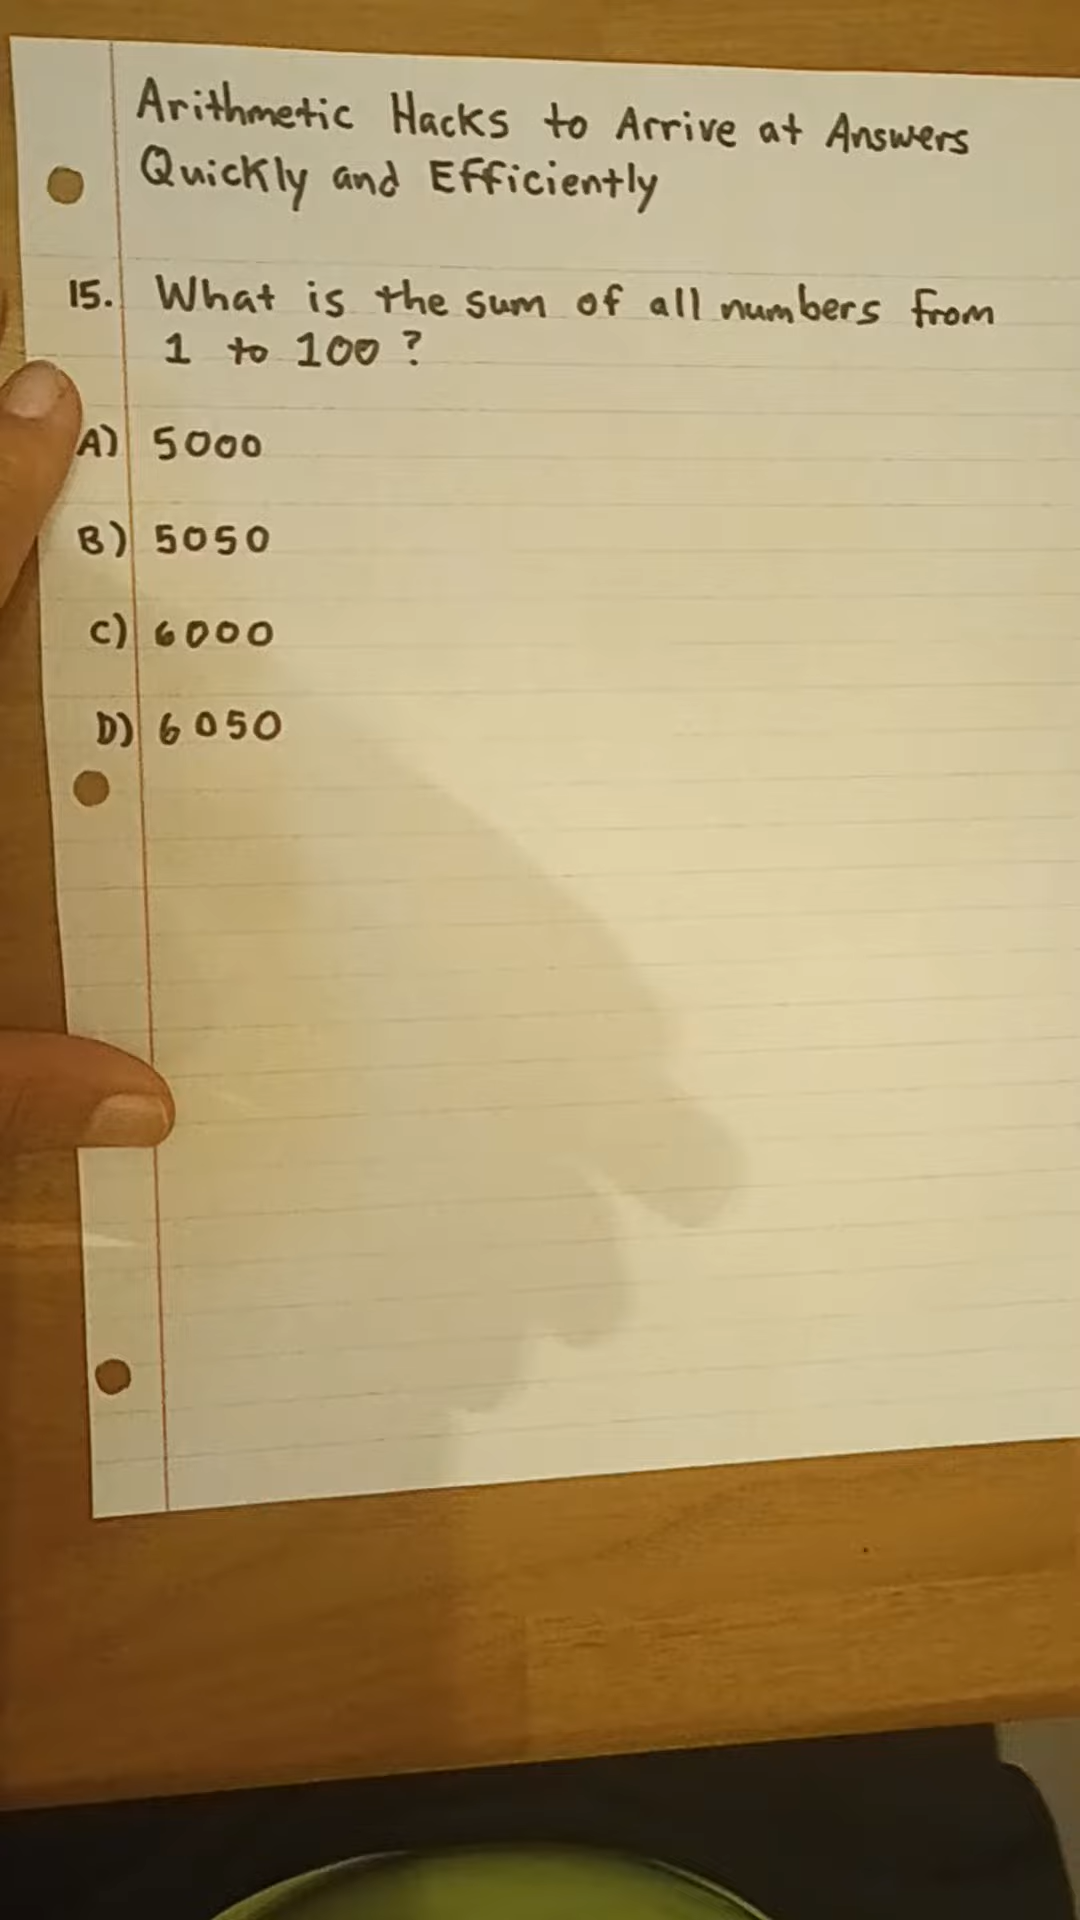 Arithmetic Hacks to Arrive at Answers
Quickly and Efficiently
15. What is the sum of all numbers from
1 to 100 ?
A) 5000
B) 5050
C) 6000
D) 6050